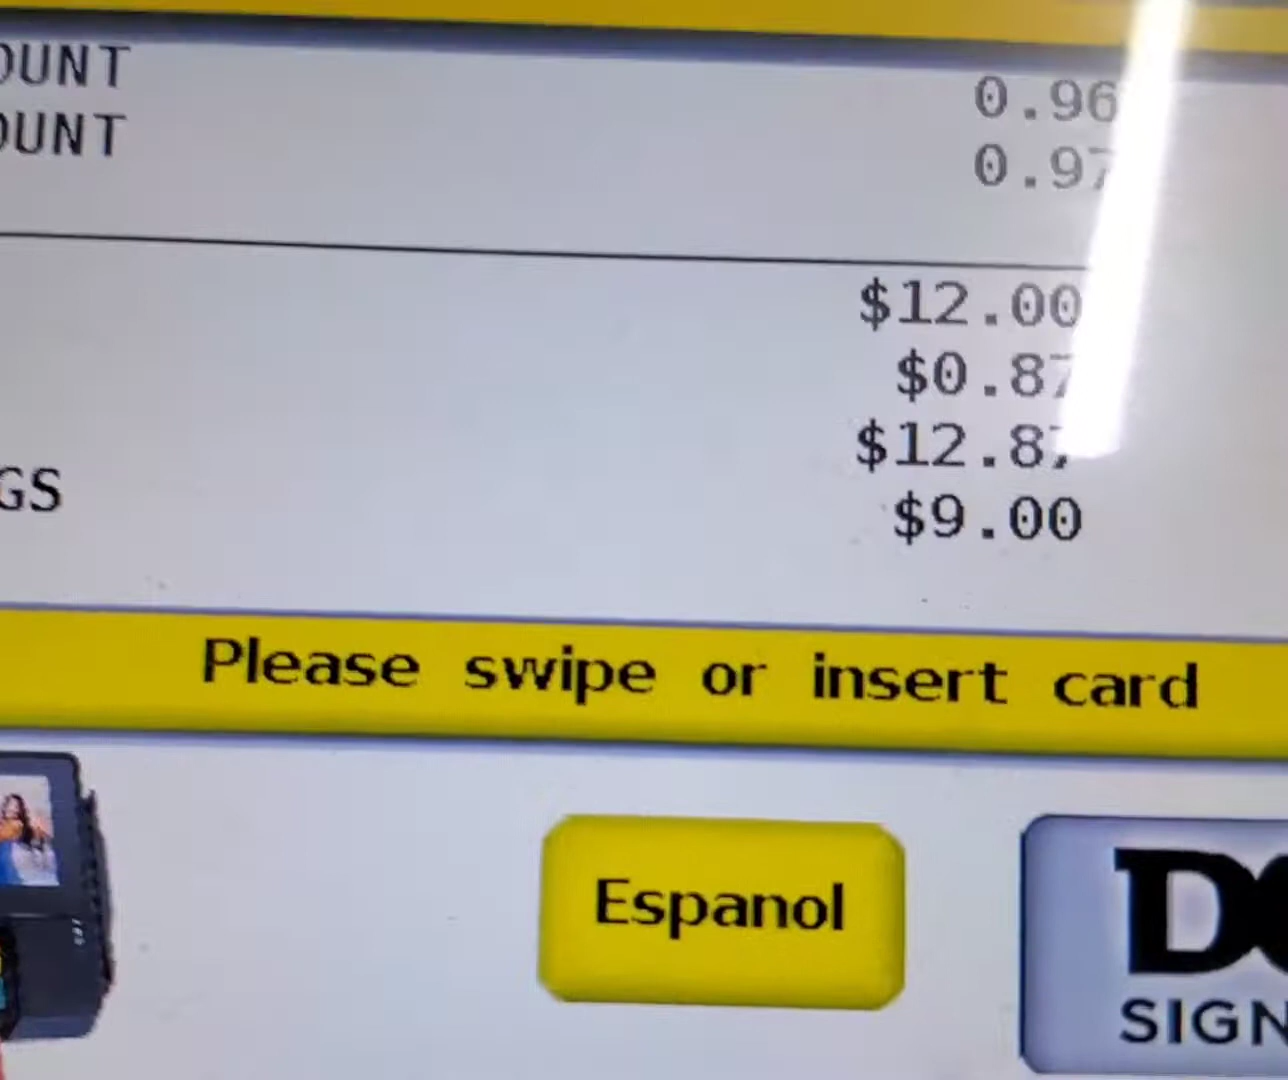 OUNT 0.96
OUNT 0.97
$12.00
$0.87
$12.87
GS $9.00
Please swipe or insert card
Espanol
DO
SIGN